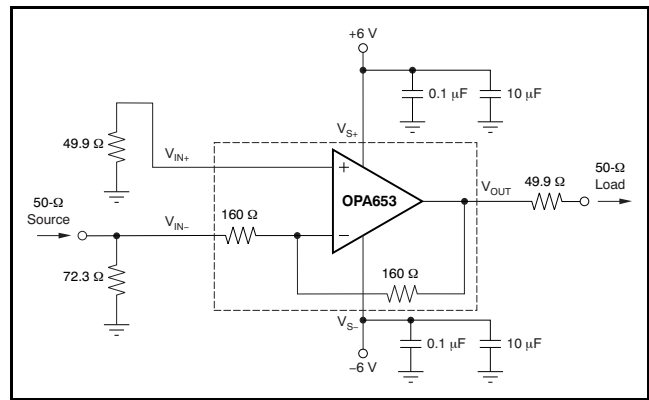 +6 V
0.1 μF
10 μF
V_S+
49.9 Ω
V_IN+
+
OPA653
50-Ω
Source
V_IN−
160 Ω
−
V_OUT
49.9 Ω
50-Ω
Load
72.3 Ω
160 Ω
V_S−
0.1 μF
10 μF
−6 V